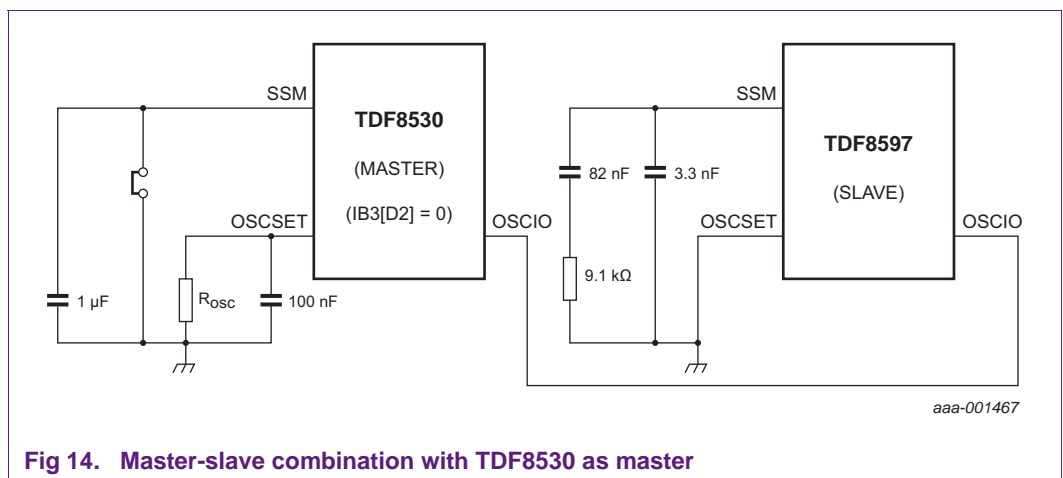 SSM
TDF8530
(MASTER)
(IB3[D2] = 0)
OSCSET
OSCIO
1 μF
Rosc
100 nF
SSM
TDF8597
(SLAVE)
82 nF
3.3 nF
OSCSET
OSCIO
9.1 kΩ
aaa-001467
Fig 14. Master-slave combination with TDF8530 as master